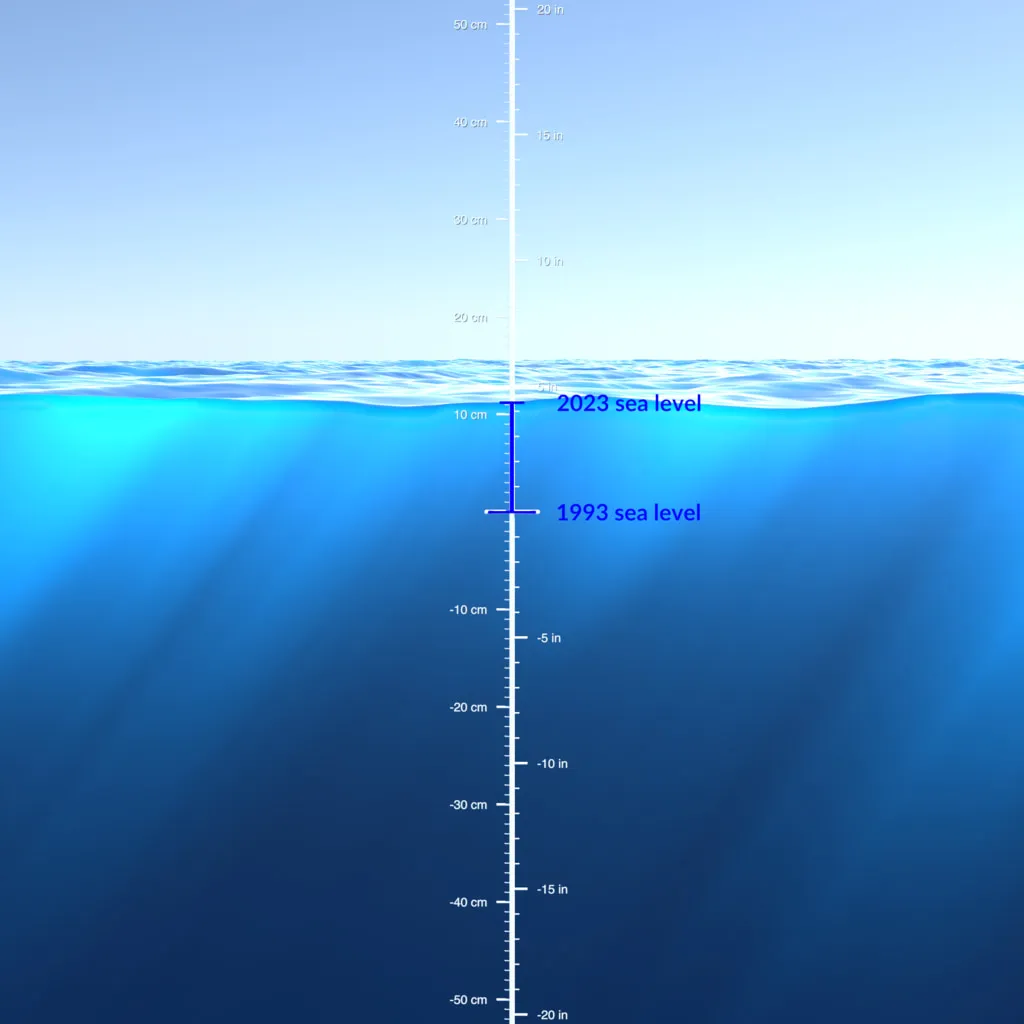 20 in
50 cm
40 cm
15 in
30 cm
10 in
20 cm
5 in
2023 sea level
10 cm
1993 sea level
-10 cm
-5 in
-20 cm
-10 in
-30 cm
-15 in
-40 cm
-50 cm
-20 in